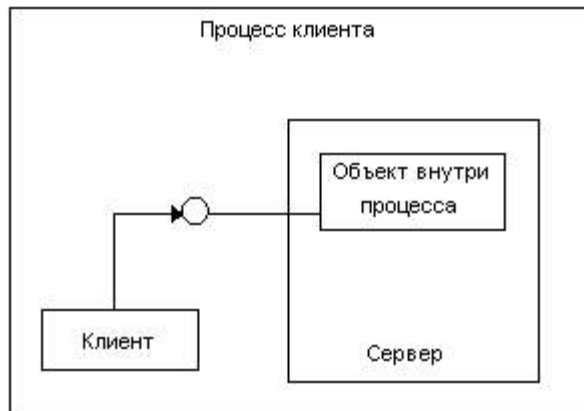 Процесс клиента
Объект внутри
процесса
Клиент
Сервер